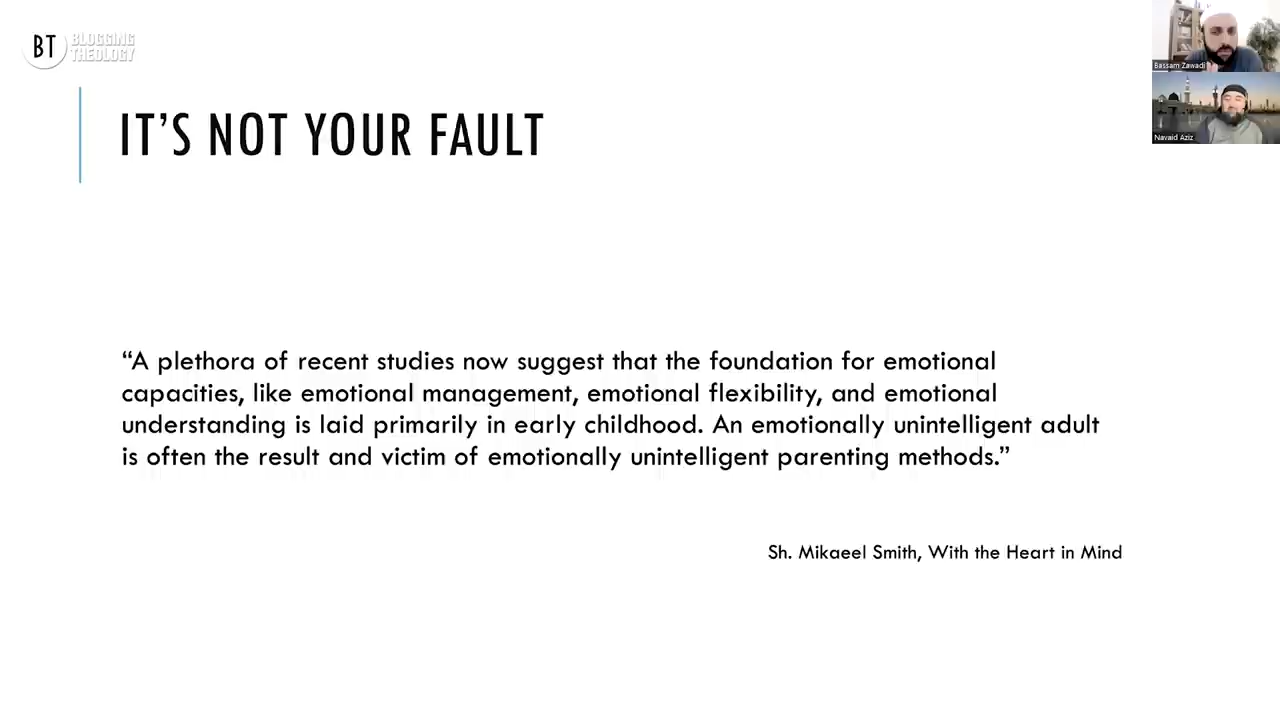 BT BLOGGING
THEOLOGY
Bassam Zawadi
Navaid Aziz
IT'S NOT YOUR FAULT
“A plethora of recent studies now suggest that the foundation for emotional
capacities, like emotional management, emotional flexibility, and emotional
understanding is laid primarily in early childhood. An emotionally unintelligent adult
is often the result and victim of emotionally unintelligent parenting methods.”
Sh. Mikaeel Smith, With the Heart in Mind